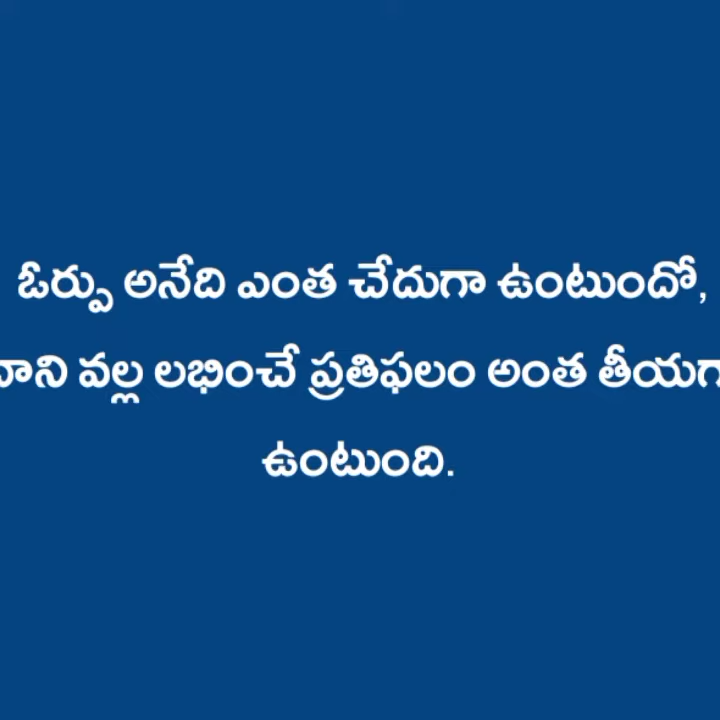 ఓర్పు అనేది ఎంత చేదుగా ఉంటుందో,
దాని వల్ల లభించే ప్రతిఫలం అంత తీయగా
ఉంటుంది.